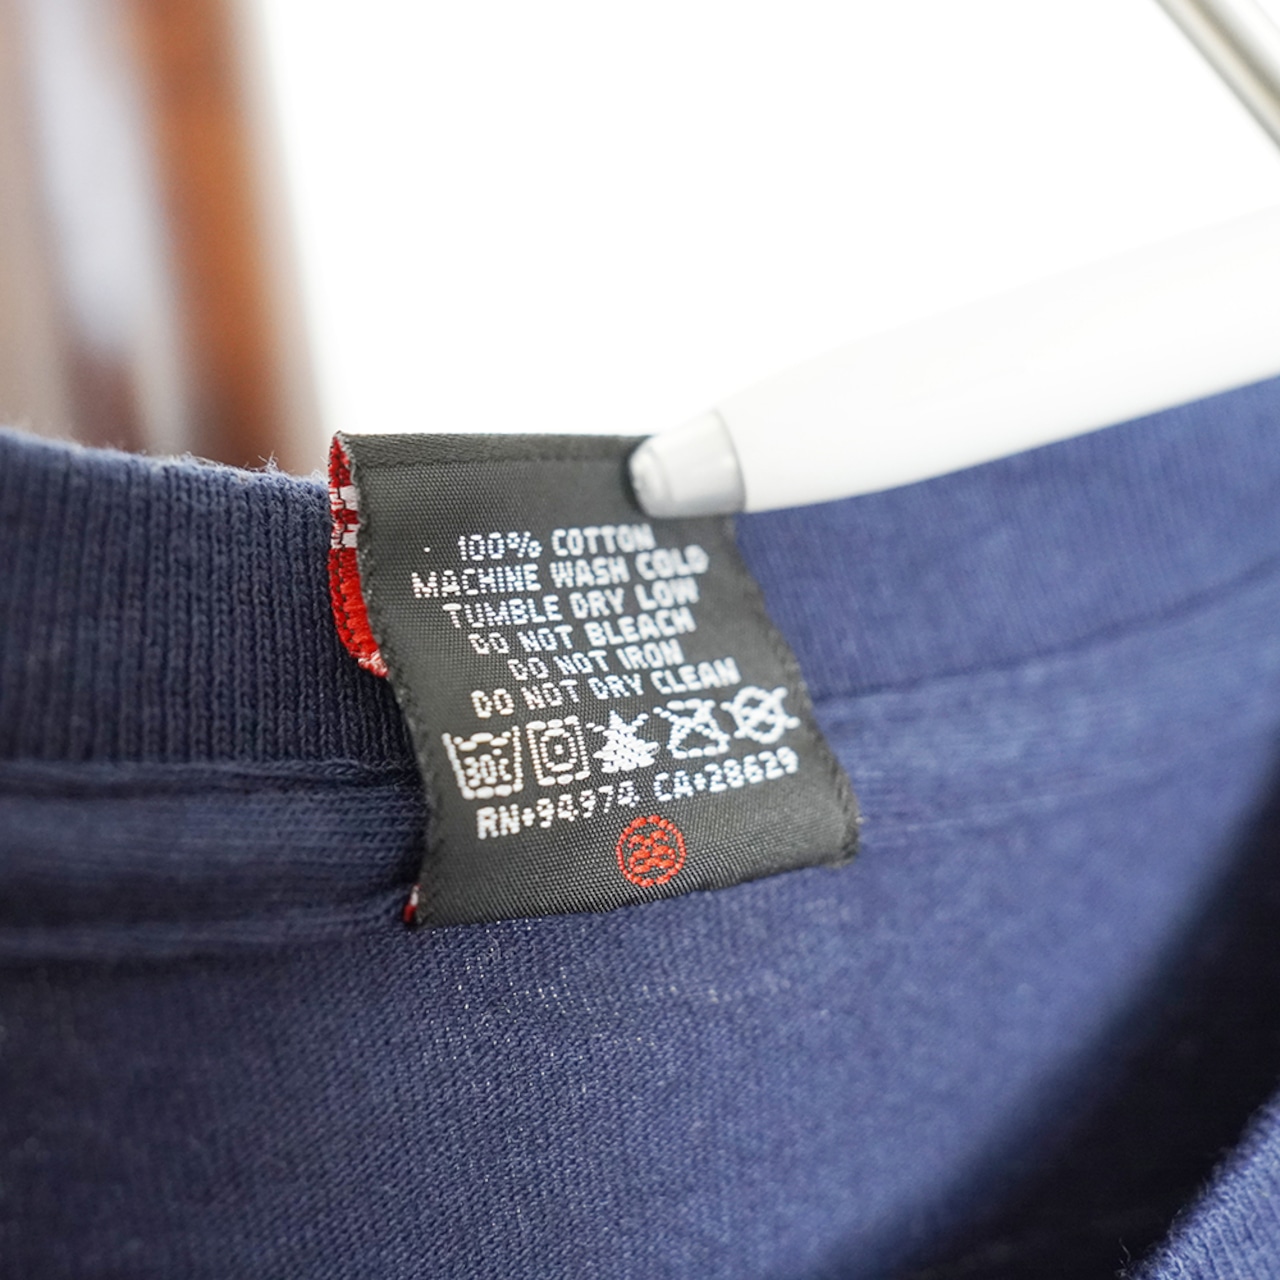 100% COTTON
MACHINE WASH COLD
TUMBLE DRY LOW
DO NOT BLEACH
DO NOT IRON
DO NOT DRY CLEAN
30C
RN+94974 CA+28629